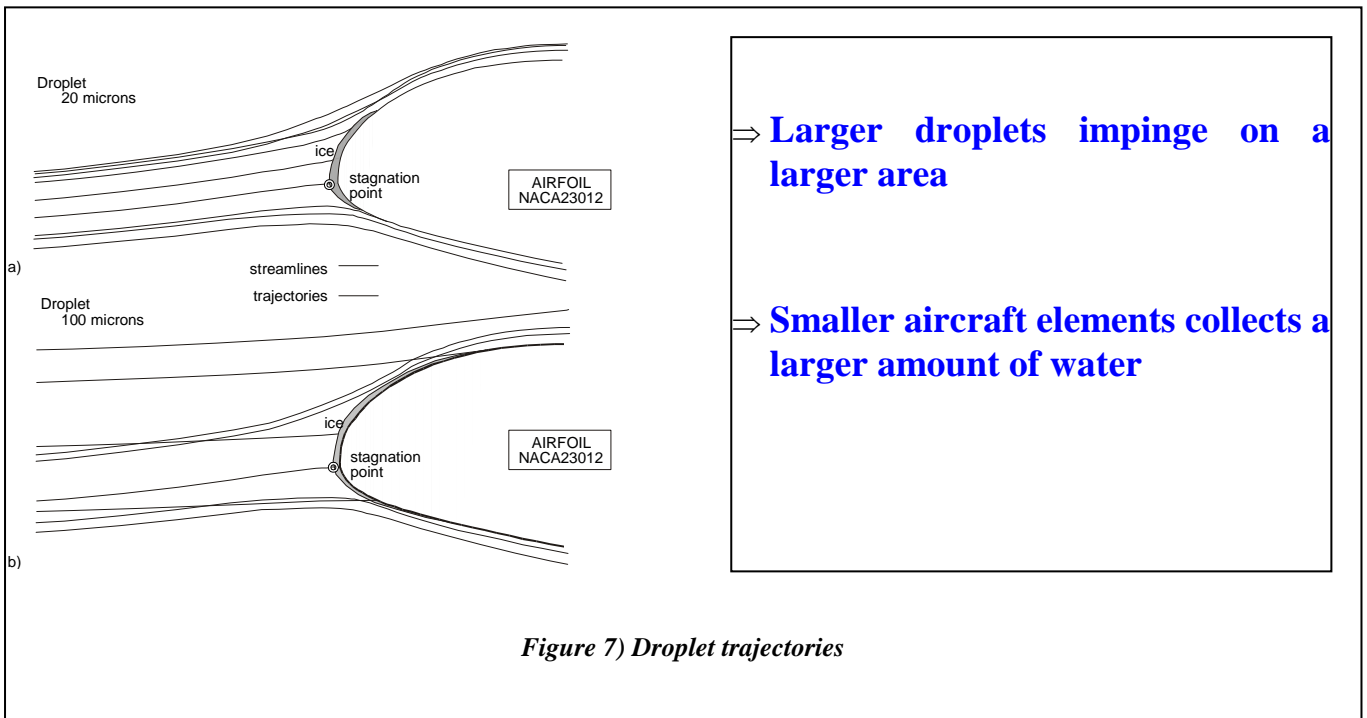 Droplet
20 microns
ice
stagnation
point
AIRFOIL
NACA23012
a)
streamlines
trajectories
Droplet
100 microns
ice
stagnation
point
AIRFOIL
NACA23012
b)
⇒ Larger droplets impinge on a
larger area
⇒ Smaller aircraft elements collects a
larger amount of water
Figure 7) Droplet trajectories